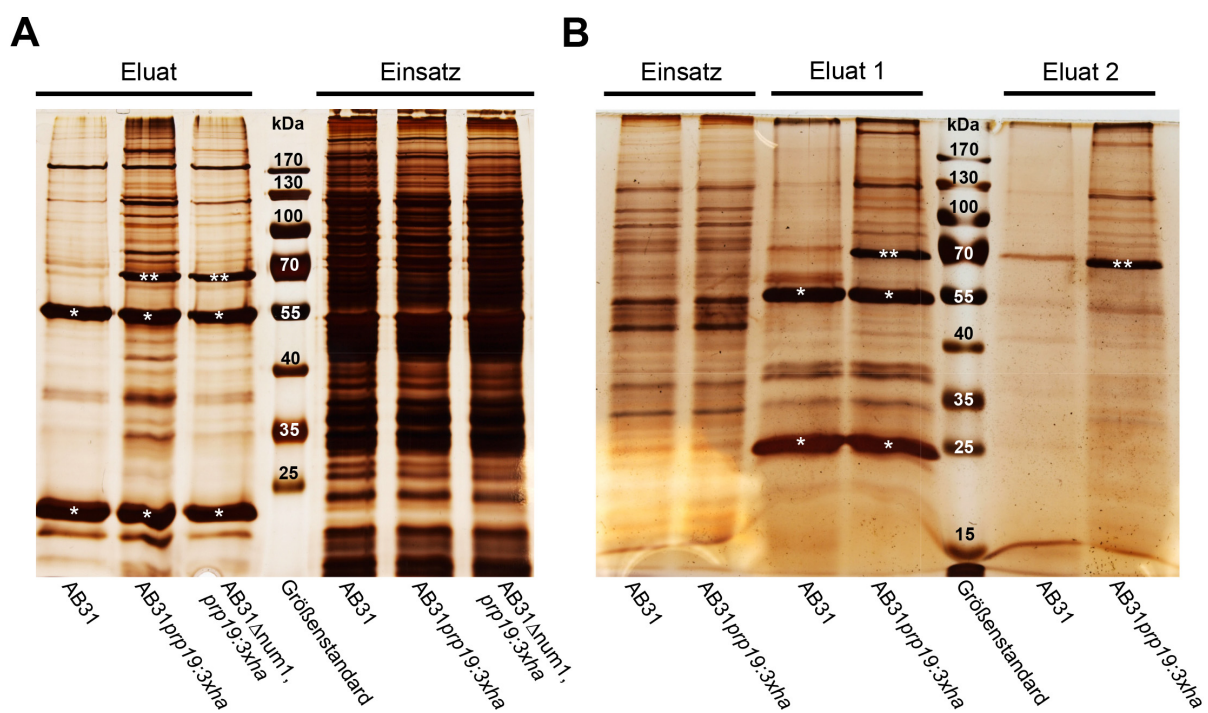 A
Eluat
Einsatz
kDa
170
130
100
70
55
40
35
25
**
**
*
*
*
*
*
*
AB31
AB31prp19:3xha
AB31Δnum1,
prp19:3xha
Größenstandard
AB31
AB31prp19:3xha
AB31Δnum1,
prp19:3xha
B
Einsatz
Eluat 1
Eluat 2
kDa
170
130
100
70
55
40
35
25
15
**
**
*
*
*
*
AB31
AB31prp19:3xha
AB31
AB31prp19:3xha
Größenstandard
AB31
AB31prp19:3xha